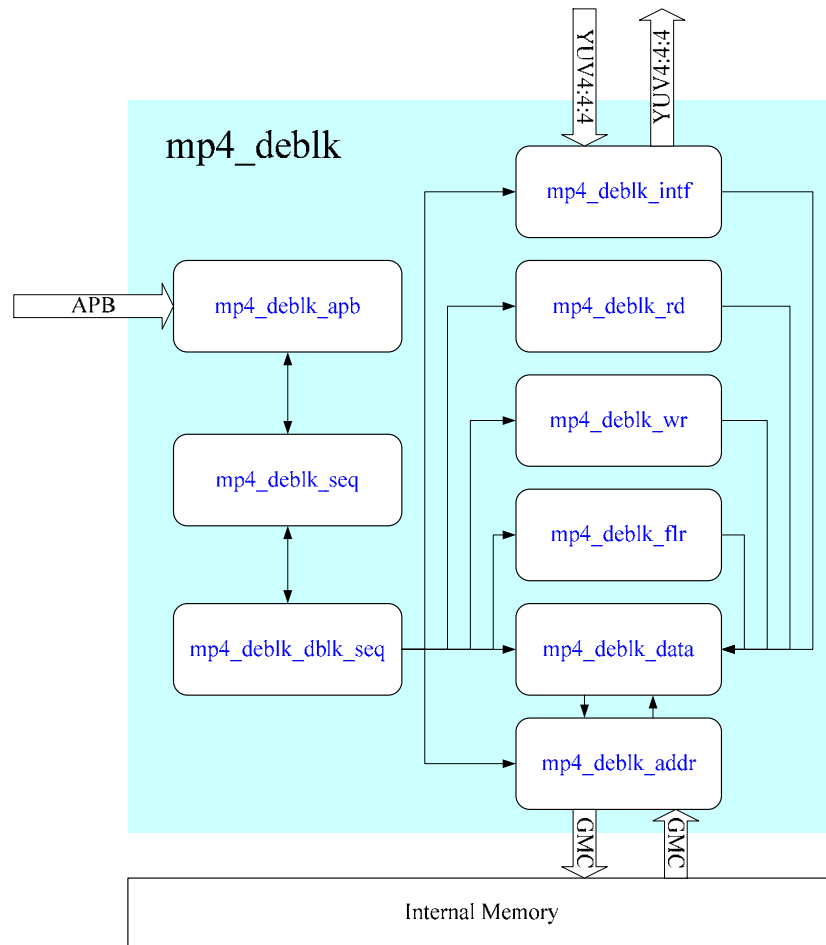 YUV4:4:4
YUV4:4:4:4
mp4_deblk
mp4_deblk_intf
APB
mp4_deblk_apb
mp4_deblk_rd
mp4_deblk_wr
mp4_deblk_seq
mp4_deblk_flr
mp4_deblk_dblk_seq
mp4_deblk_data
mp4_deblk_addr
GMC
GMC
Internal Memory